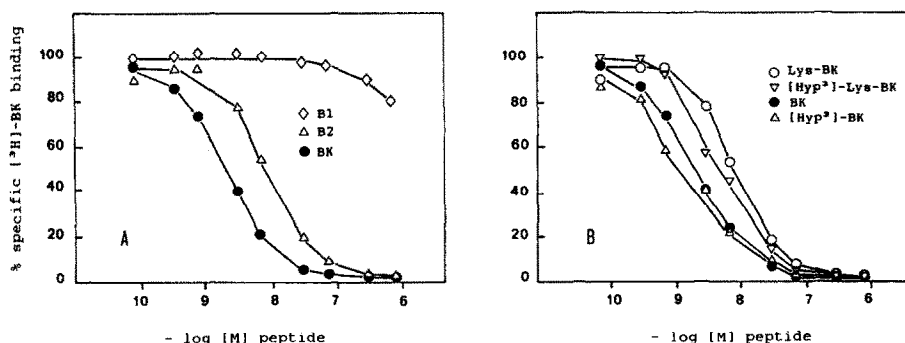 % specific [³H]-BK binding
100
80
60
40
20
0
A
B1
B2
BK
10 9 8 7 6
- log [M] peptide
100
80
60
40
20
0
B
Lys-BK
[Hyp³]-Lys-BK
BK
[Hyp³]-BK
10 9 8 7 6
- log [M] peptide